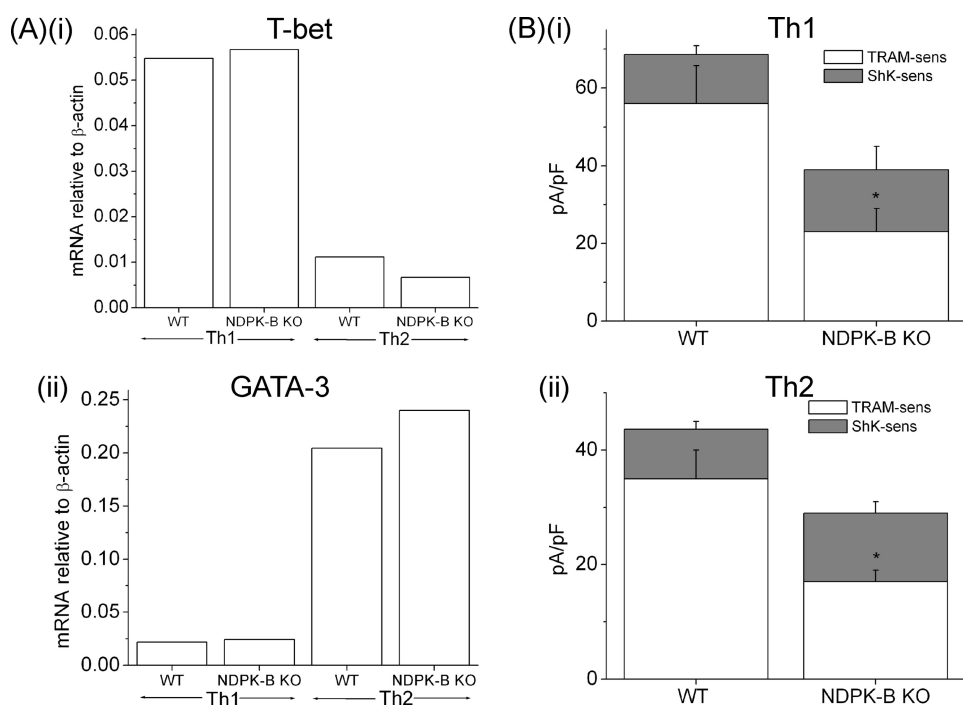 (A)(i) T-bet
mRNA relative to β-actin
0.06
0.05
0.04
0.03
0.02
0.01
0.00
WT NDPK-B KO WT NDPK-B KO
Th1 Th2
(B)(i) Th1
TRAM-sens
ShK-sens
pA/pF
60
40
20
0
*
WT NDPK-B KO
(ii) GATA-3
mRNA relative to β-actin
0.25
0.20
0.15
0.10
0.05
0.00
WT NDPK-B KO WT NDPK-B KO
Th1 Th2
(ii) Th2
TRAM-sens
ShK-sens
pA/pF
40
20
0
*
WT NDPK-B KO